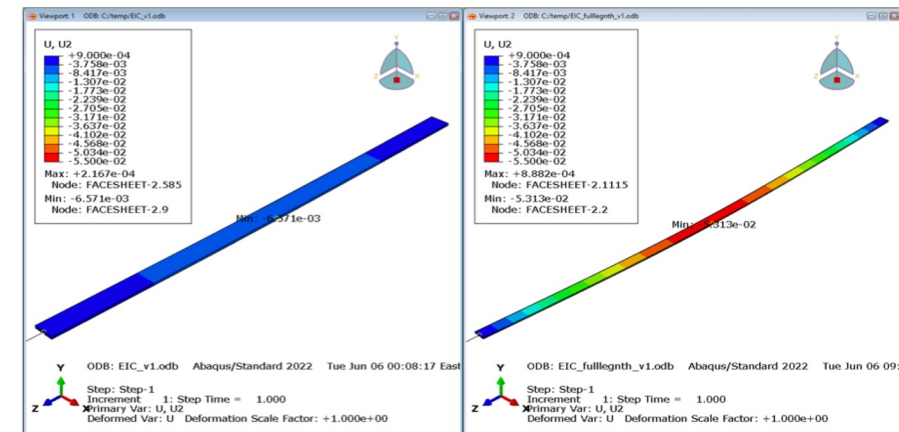 Viewport: 1 ODB: C:/temp/EIC_v1.odb
U, U2
+9.000e-04
-3.758e-03
-8.417e-03
-1.307e-02
-1.773e-02
-2.239e-02
-2.705e-02
-3.171e-02
-3.637e-02
-4.102e-02
-4.568e-02
-5.034e-02
-5.500e-02
Max: +2.167e-04
Node: FACESHEET-2.585
Min: -6.571e-03
Node: FACESHEET-2.9
Y
Z
X
Min: -6.571e-03
Y
Z
X
ODB: EIC_v1.odb Abaqus/Standard 2022 Tue Jun 06 00:08:17 East
Step: Step-1
Increment 1: Step Time = 1.000
Primary Var: U, U2
Deformed Var: U Deformation Scale Factor: +1.000e+00
Viewport: 2 ODB: C:/temp/EIC_fulllegnth_v1.odb
U, U2
+9.000e-04
-3.758e-03
-8.417e-03
-1.307e-02
-1.773e-02
-2.239e-02
-2.705e-02
-3.171e-02
-3.637e-02
-4.102e-02
-4.568e-02
-5.034e-02
-5.500e-02
Max: +8.882e-04
Node: FACESHEET-2.1115
Min: -5.313e-02
Node: FACESHEET-2.2
Y
Z
X
Min: -5.313e-02
Y
Z
X
ODB: EIC_fulllegnth_v1.odb Abaqus/Standard 2022 Tue Jun 06 09:
Step: Step-1
Increment 1: Step Time = 1.000
Primary Var: U, U2
Deformed Var: U Deformation Scale Factor: +1.000e+00